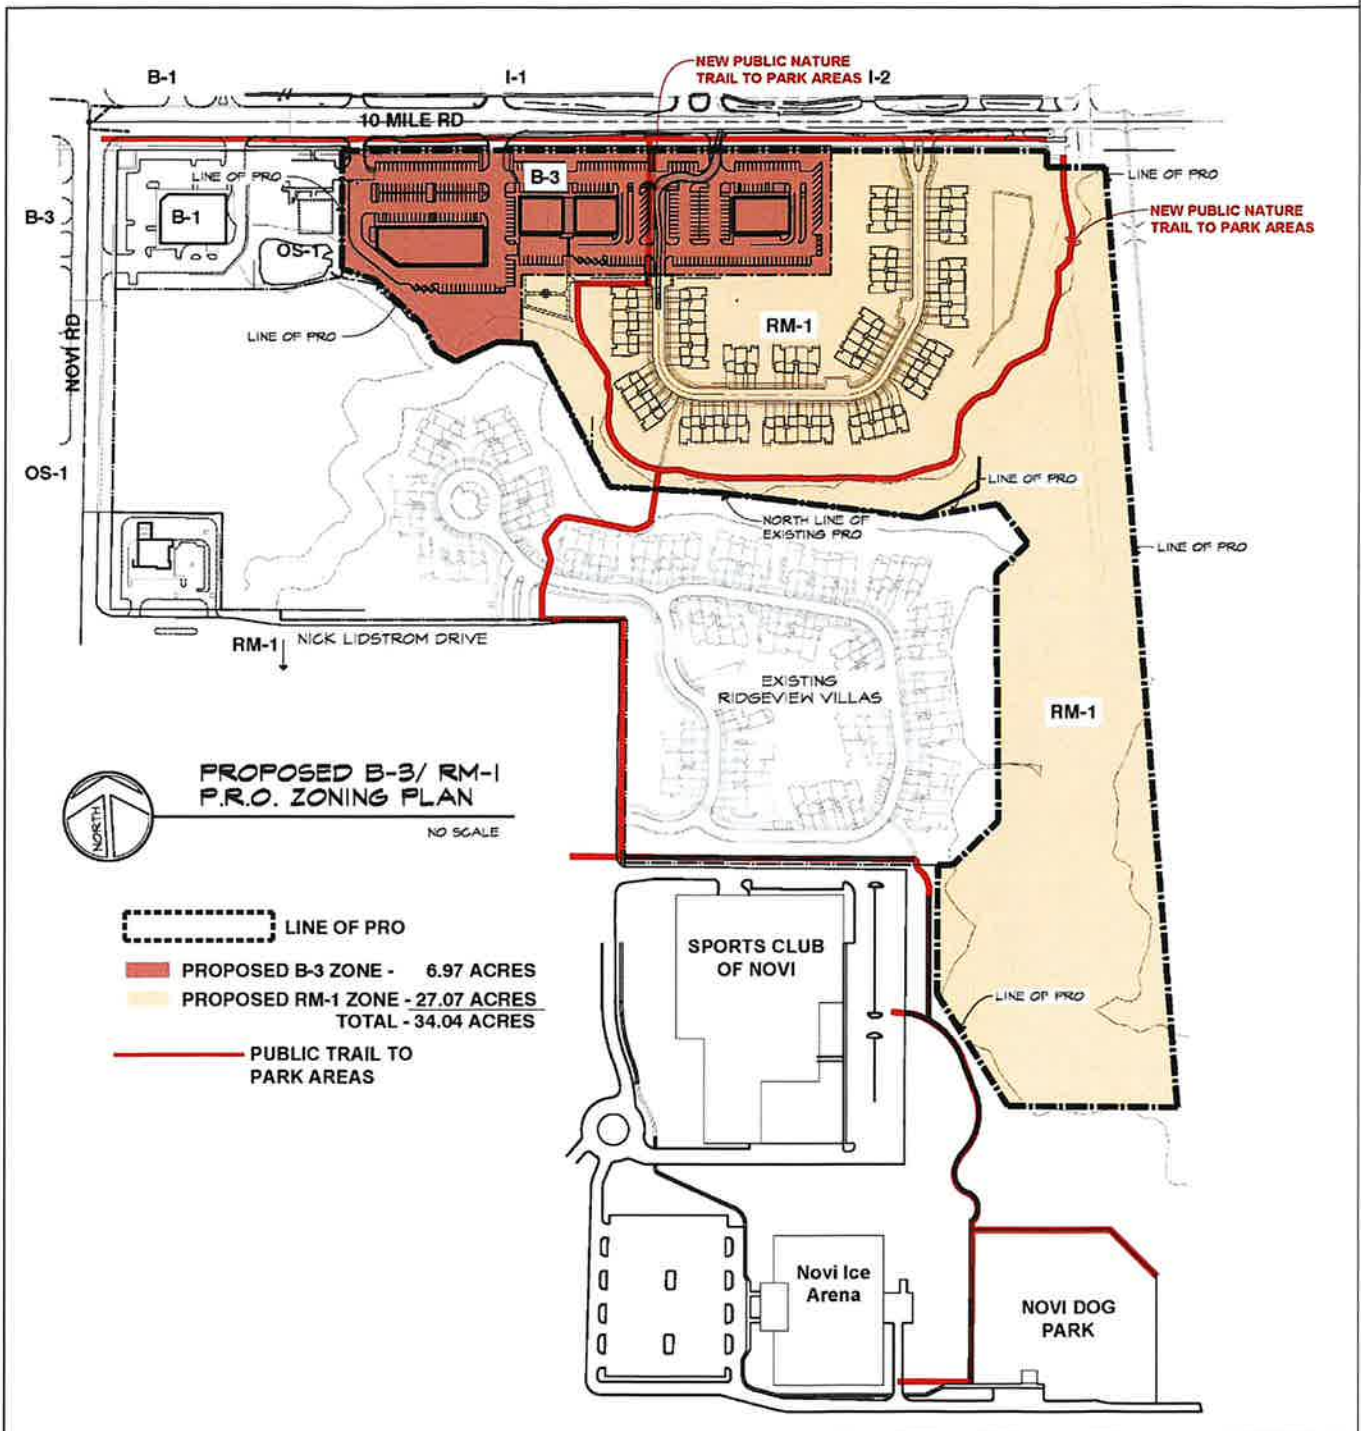 NEW PUBLIC NATURE
TRAIL TO PARK AREAS
B-1
I-1
I-2
10 MILE RD
LINE OF PRO
B-3
LINE OF PRO
NEW PUBLIC NATURE
TRAIL TO PARK AREAS
B-3
B-1
OS-1
NOVI RD
LINE OF PRO
RM-1
OS-1
LINE OF PRO
NORTH LINE OF
EXISTING PRO
LINE OF PRO
RM-1
NICK LIDSTROM DRIVE
EXISTING
RIDGEVIEW VILLAS
RM-1
NORTH
PROPOSED B-3/ RM-1
P.R.O. ZONING PLAN
NO SCALE
LINE OF PRO
PROPOSED B-3 ZONE - 6.97 ACRES
PROPOSED RM-1 ZONE - 27.07 ACRES
TOTAL - 34.04 ACRES
PUBLIC TRAIL TO
PARK AREAS
SPORTS CLUB
OF NOVI
LINE OF PRO
Novi Ice
Arena
NOVI DOG
PARK